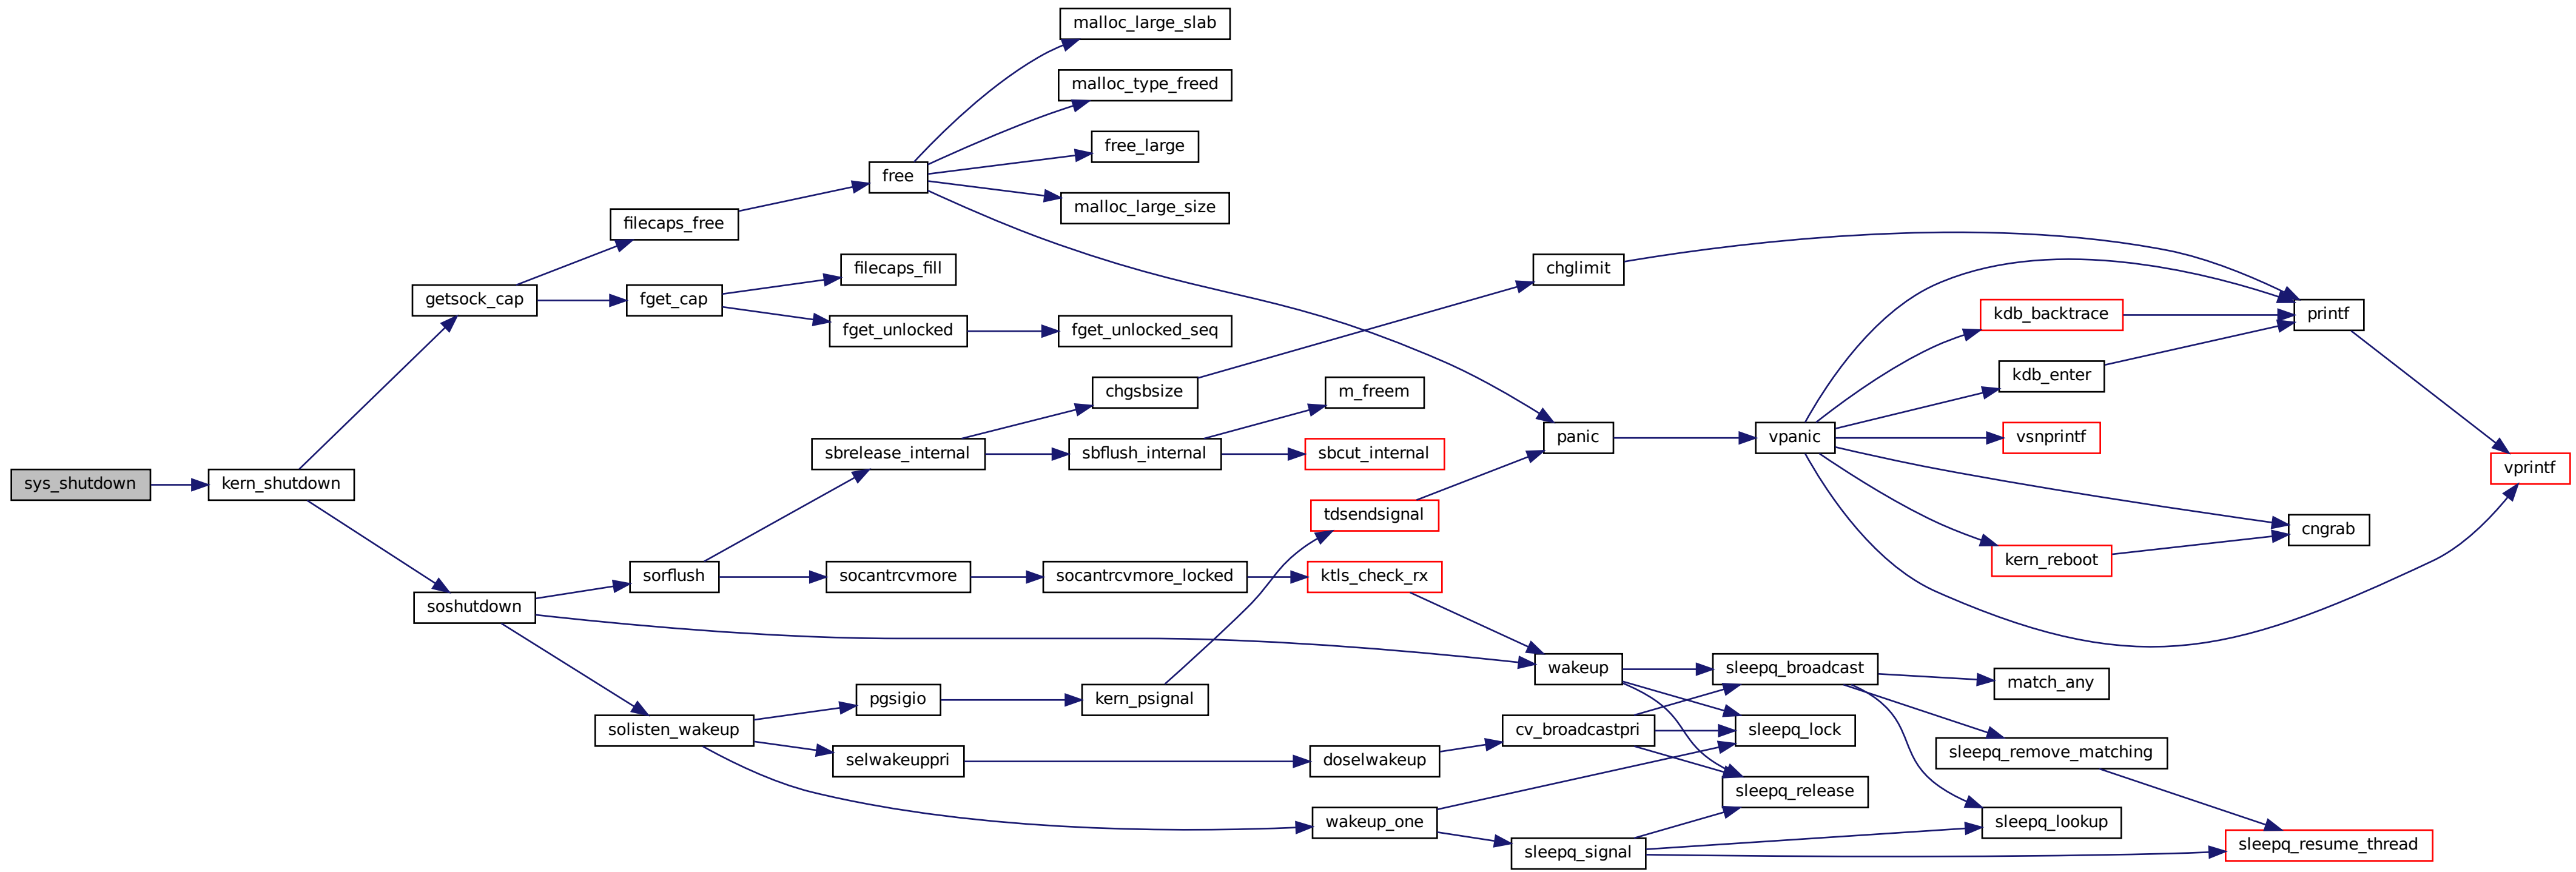 malloc_large_slab
malloc_type_freed
free_large
free
malloc_large_size
filecaps_free
filecaps_fill
chglimit
getsock_cap
fget_cap
kdb_backtrace
printf
fget_unlocked
fget_unlocked_seq
kdb_enter
chgsbsize
m_freem
panic
vpanic
vsnprintf
sbrelease_internal
sbflush_internal
sbcut_internal
vprintf
sys_shutdown
kern_shutdown
tdsendsignal
cngrab
kern_reboot
sorflush
socantrcvmore
socantrcvmore_locked
ktls_check_rx
soshutdown
wakeup
sleepq_broadcast
match_any
pgsigio
kern_psignal
solisten_wakeup
cv_broadcastpri
sleepq_lock
sleepq_remove_matching
selwakeuppri
doselwakeup
sleepq_release
wakeup_one
sleepq_lookup
sleepq_signal
sleepq_resume_thread